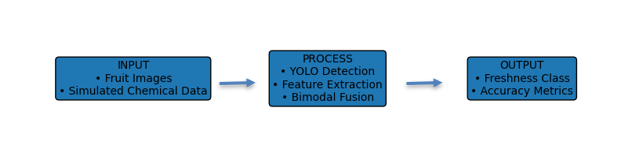 INPUT
• Fruit Images
• Simulated Chemical Data
PROCESS
• YOLO Detection
• Feature Extraction
• Bimodal Fusion
OUTPUT
• Freshness Class
• Accuracy Metrics